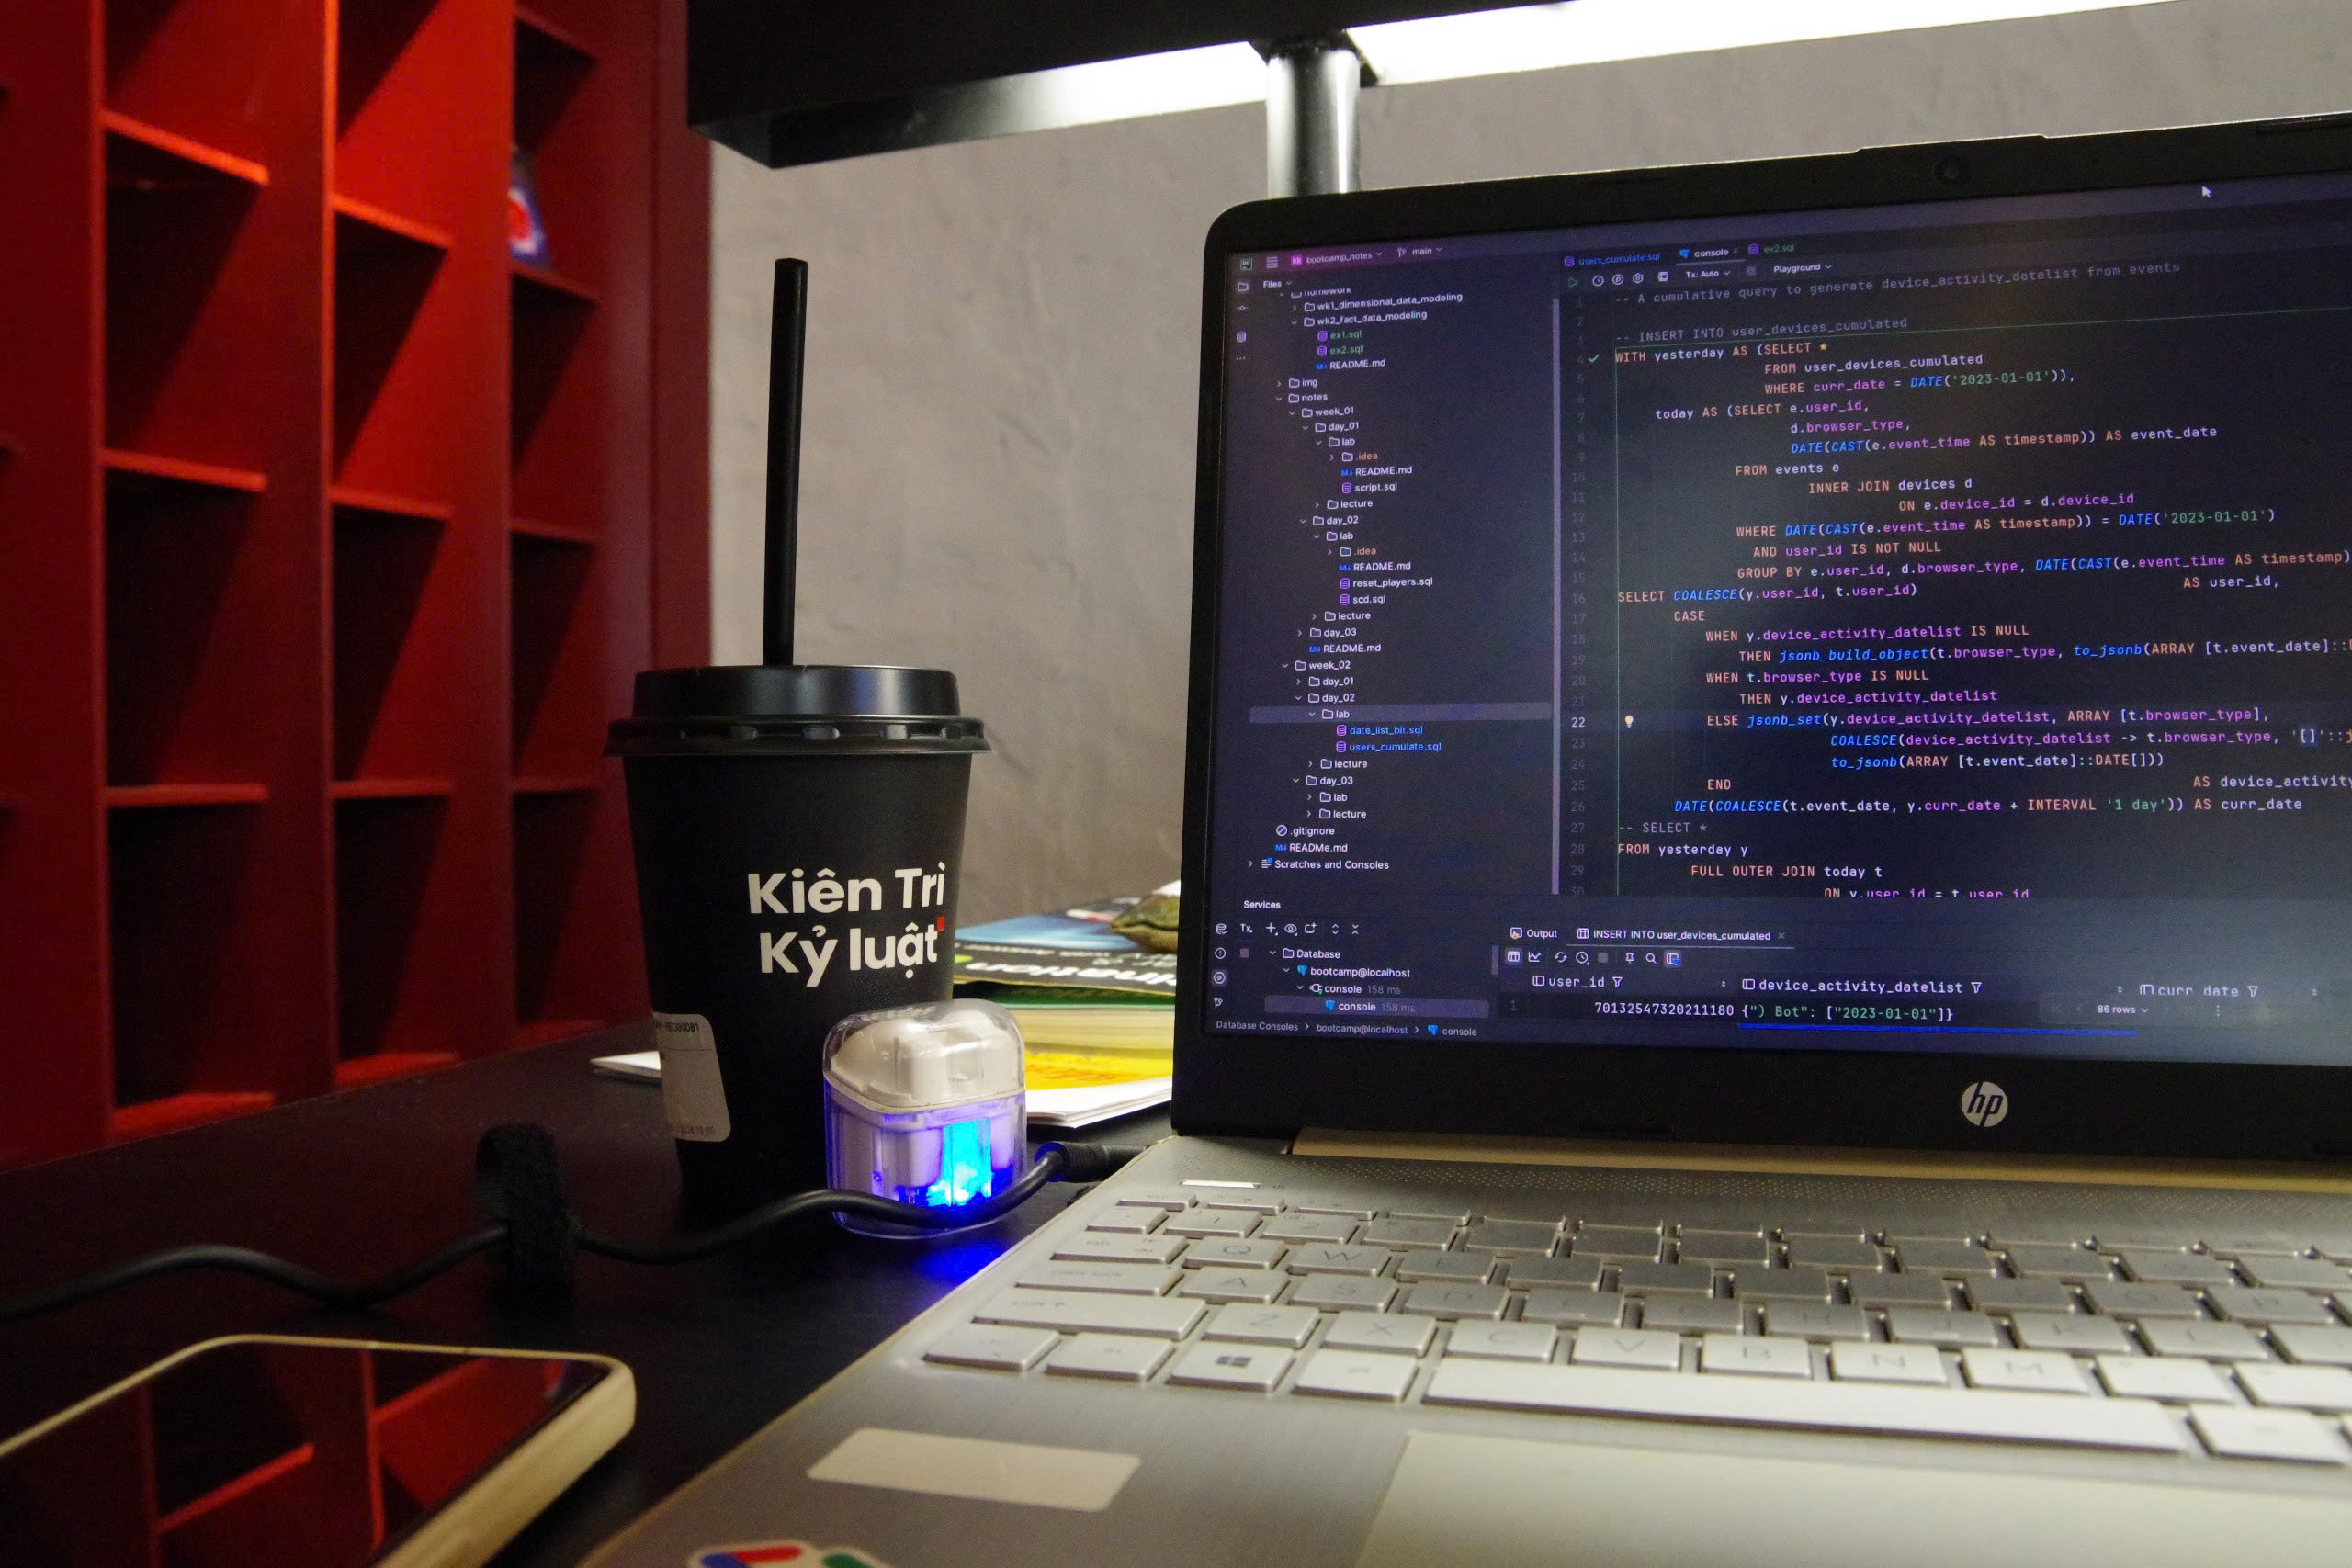 Kiên Trì
Kỷ luật
bootcamp_notes
main
Files
homework
wk1_dimensional_data_modeling
wk2_fact_data_modeling
ex1.sql
ex2.sql
README.md
img
notes
week_01
day_01
lab
.idea
README.md
script.sql
lecture
day_02
lab
.idea
README.md
reset_players.sql
scd.sql
lecture
day_03
README.md
week_02
day_01
day_02
lab
date_list_bit.sql
users_cumulate.sql
lecture
day_03
lab
lecture
.gitignore
READMe.md
Scratches and Consoles
users_cumulate.sql console ex2.sql
Tx: Auto Playground
-- A cumulative query to generate device_activity_datelist from events
-- INSERT INTO user_devices_cumulated
WITH yesterday AS (SELECT *
FROM user_devices_cumulated
WHERE curr_date = DATE('2023-01-01')),
today AS (SELECT e.user_id,
d.browser_type,
DATE(CAST(e.event_time AS timestamp)) AS event_date
FROM events e
INNER JOIN devices d
ON e.device_id = d.device_id
WHERE DATE(CAST(e.event_time AS timestamp)) = DATE('2023-01-01')
AND user_id IS NOT NULL
GROUP BY e.user_id, d.browser_type, DATE(CAST(e.event_time AS timestamp)
SELECT COALESCE(y.user_id, t.user_id) AS user_id,
CASE
WHEN y.device_activity_datelist IS NULL
THEN jsonb_build_object(t.browser_type, to_jsonb(ARRAY [t.event_date]::
WHEN t.browser_type IS NULL
THEN y.device_activity_datelist
22 ELSE jsonb_set(y.device_activity_datelist, ARRAY [t.browser_type],
COALESCE(device_activity_datelist -> t.browser_type, '[]'::j
to_jsonb(ARRAY [t.event_date]::DATE[]))
END AS device_activity
DATE(COALESCE(t.event_date, y.curr_date + INTERVAL '1 day')) AS curr_date
-- SELECT *
FROM yesterday y
FULL OUTER JOIN today t
ON y.user_id = t.user_id
Services
Tx
Database
bootcamp@localhost
console 158 ms
console 158 ms
Output INSERT INTO user_devices_cumulated
user_id device_activity_datelist curr_date
1 70132547320211180 {") Bot": ["2023-01-01"]}
86 rows
Database Consoles > bootcamp@localhost > console
hp
Q W
A S D
Z X C V B N M